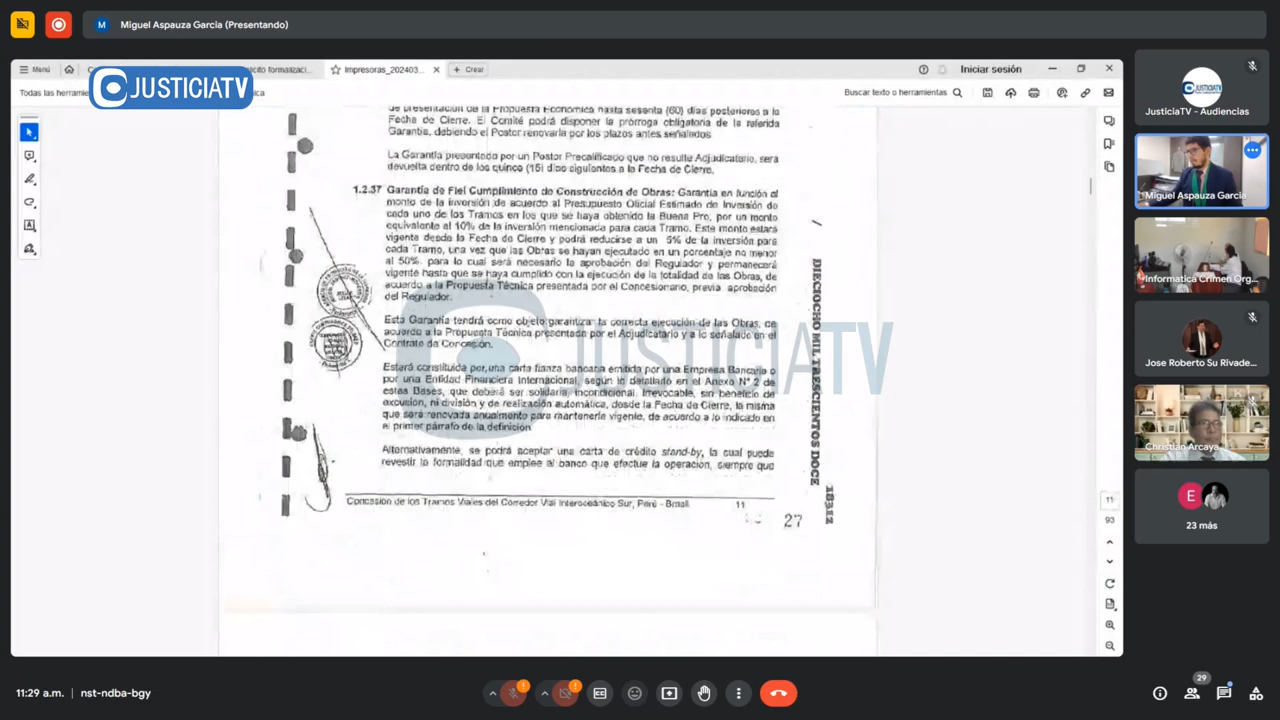 Miguel Aspauza Garcia (Presentando)
JUSTICIATV
Menú
Impresoras_202403...
Crear
Iniciar sesión
Todas las herramie
Buscar texto o herramientas
de presentación de la Propuesta Económica hasta sesenta (60) días posteriores a la
Fecha de Cierre. El Comité podrá disponer la prórroga obligatoria de la referida
Garantía, debiendo el Postor renovarla por los plazos antes señalados
La Garantía presentada por un Postor Precalificado que no resulte Adjudicatario, será
devuelta dentro de los quince (15) días siguientes a la Fecha de Cierre.
1.2.37 Garantía de Fiel Cumplimiento de Construcción de Obras: Garantía en función al
monto de la inversión de acuerdo al Presupuesto Oficial Estimado de Inversión de
cada uno de los Tramos en los que se haya obtenido la Buena Pro, por un monto
equivalente al 10% de la inversión mencionada para cada Tramo. Este monto estará
vigente desde la Fecha de Cierre y podrá reducirse a un 5% de la inversión para
cada Tramo, una vez que las Obras se hayan ejecutado en un porcentaje no menor
al 50%, para lo cual será necesario la aprobación del Regulador y permanecerá
vigente hasta que se haya cumplido con la ejecución de la totalidad de las Obras, de
acuerdo a la Propuesta Técnica presentada por el Concesionario, previa aprobación
del Regulador.
Esta Garantía tendrá como objeto garantizar la correcta ejecución de las Obras, de
acuerdo a la Propuesta Técnica presentada por el Adjudicatario y a lo señalado en el
Contrato de Concesión.
Estará constituida por una carta fianza bancaria emitida por una Empresa Bancaria o
por una Entidad Financiera Internacional, según lo detallado en el Anexo N° 2 de
estas Bases, que deberá ser solidaria, incondicional, irrevocable, sin beneficio de
excusión, ni división y de realización automática, desde la Fecha de Cierre, la misma
que será renovada anualmente para mantenerla vigente, de acuerdo a lo indicado en
el primer párrafo de la definición
Alternativamente, se podrá aceptar una carta de crédito stand-by, la cual puede
revestir la formalidad que emplee el banco que efectúe la operación, siempre que
Concesión de los Tramos Viales del Corredor Vial Interoceánico Sur, Perú - Brasil 11
27
DIECIOCHO MIL TRESCIENTOS DOCE
18312
JUSTICIATV
11
93
JusticiaTV - Audiencias
Miguel Aspauza Garcia
Informatica Crimen Org...
Jose Roberto Su Rivade...
Christian Arcaya
E
23 más
11:29 a.m. | nst-ndba-bgy
29